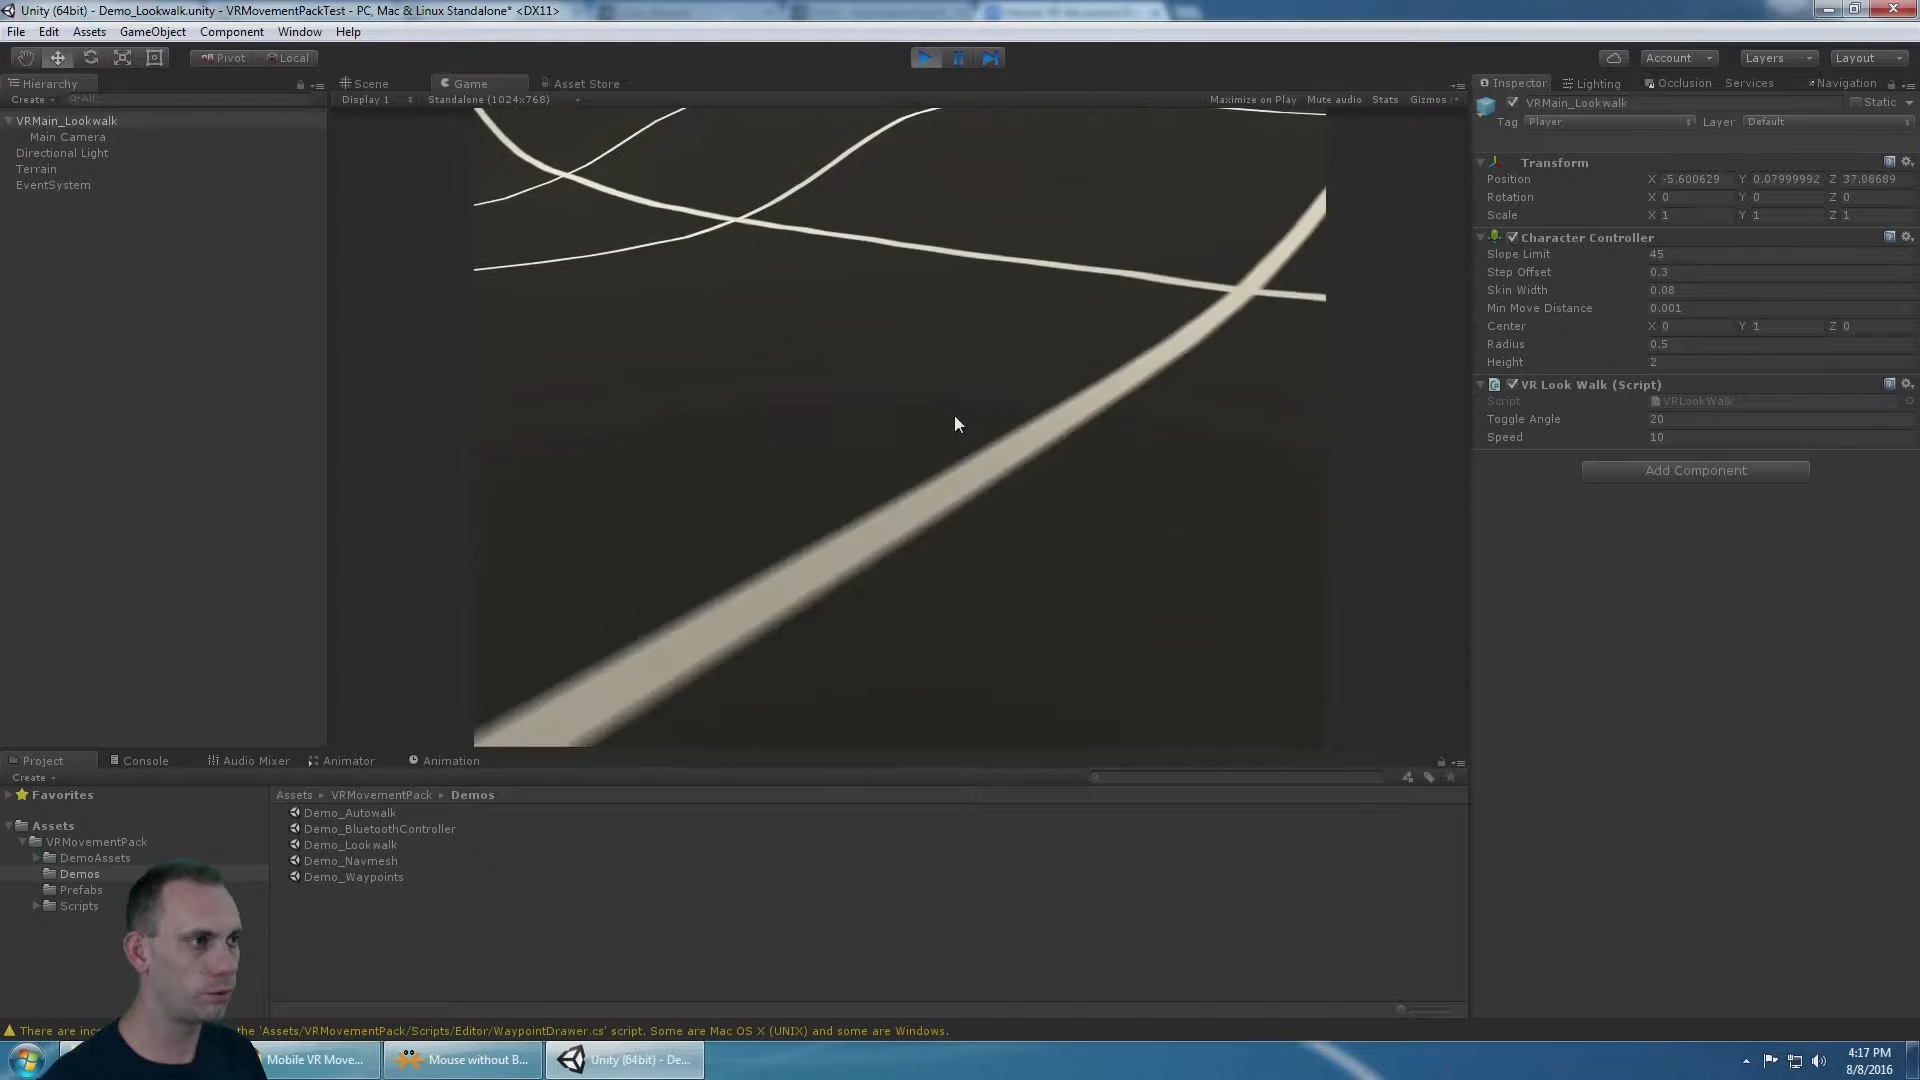 Unity (64bit) - Demo_Lookwalk.unity - VRMovementPackTest - PC, Mac & Linux Standalone* <DX11>
File Edit Assets GameObject Component Window Help
Pivot Local Account Layers Layout
Hierarchy Scene Game Asset Store Inspector Lighting Occlusion Services Navigation
Create All Display 1 Standalone (1024x768) Maximize on Play Mute audio Stats Gizmos
VRMain_Lookwalk Static
Tag Player Layer Default
VRMain_Lookwalk
Main Camera
Directional Light
Terrain
EventSystem
Transform
Position X -5.600629 Y 0.07999992 Z 37.08689
Rotation X 0 Y 0 Z 0
Scale X 1 Y 1 Z 1
Character Controller
Slope Limit 45
Step Offset 0.3
Skin Width 0.08
Min Move Distance 0.001
Center X 0 Y 1 Z 0
Radius 0.5
Height 2
VR Look Walk (Script)
Script VRLookWalk
Toggle Angle 20
Speed 10
Add Component
Project Console Audio Mixer Animator Animation
Create
Favorites
Assets
VRMovementPack
DemoAssets
Demos
Prefabs
Scripts
Assets VRMovementPack Demos
Demo_Autowalk
Demo_BluetoothController
Demo_Lookwalk
Demo_Navmesh
Demo_Waypoints
There are inc the 'Assets/VRMovementPack/Scripts/Editor/WaypointDrawer.cs' script. Some are Mac OS X (UNIX) and some are Windows.
Mobile VR Move... Mouse without B... Unity (64bit) - De...
4:17 PM
8/8/2016